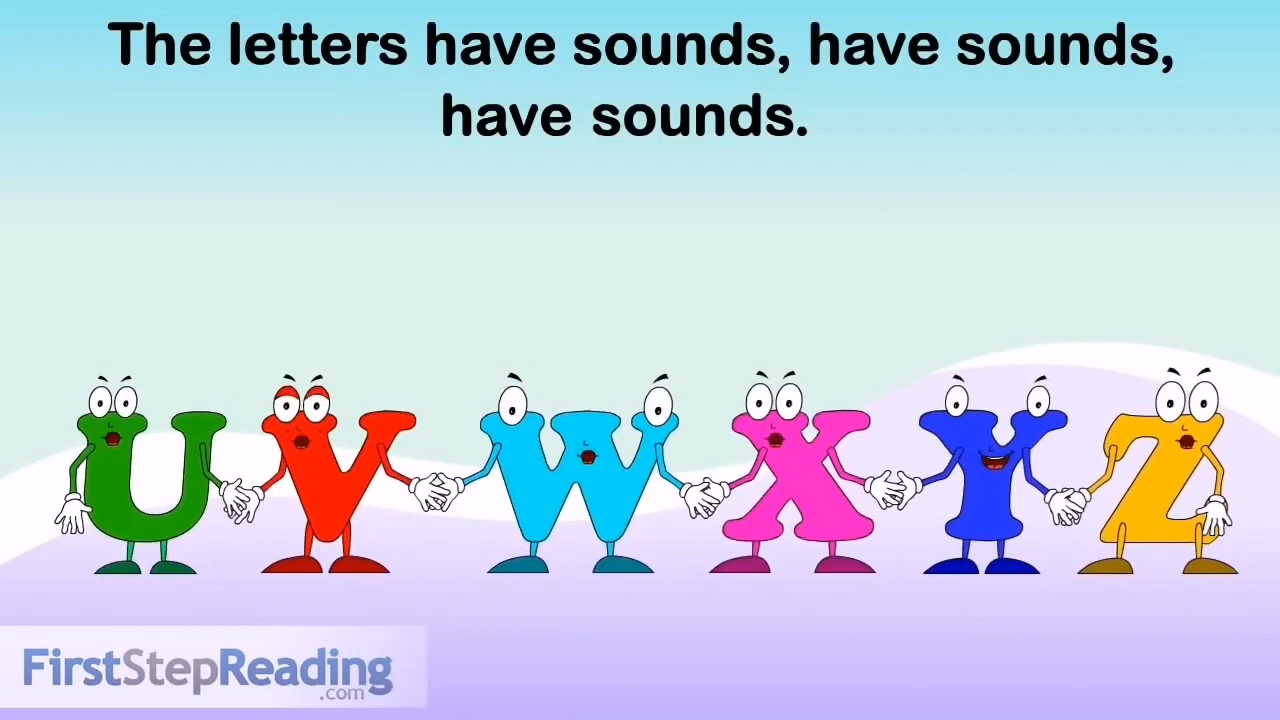 The letters have sounds, have sounds,
have sounds.
U V W X Y Z
FirstStepReading
.com